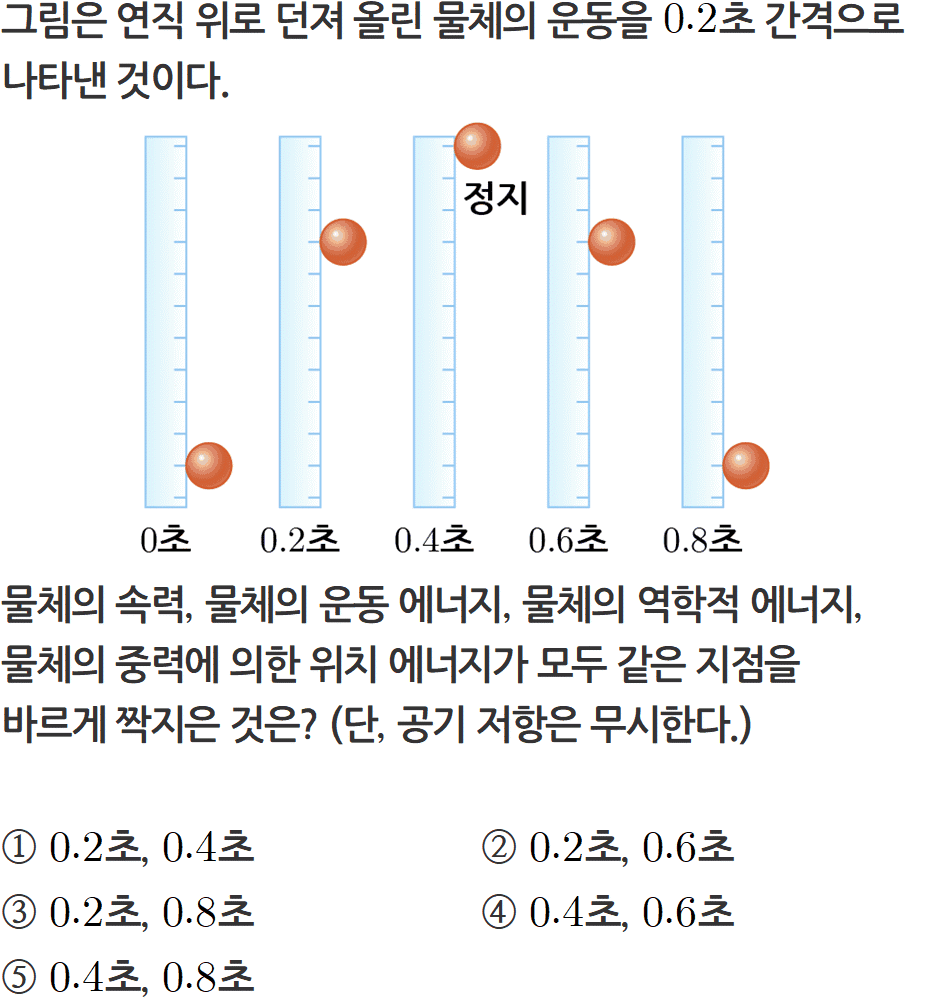 그림은 연직 위로 던져 올린 물체의 운동을 0.2초 간격으로
나타낸 것이다.
정지
0초 0.2초 0.4초 0.6초 0.8초
물체의 속력, 물체의 운동 에너지, 물체의 역학적 에너지,
물체의 중력에 의한 위치 에너지가 모두 같은 지점을
바르게 짝지은 것은? (단, 공기 저항은 무시한다.)
① 0.2초, 0.4초 ② 0.2초, 0.6초
③ 0.2초, 0.8초 ④ 0.4초, 0.6초
⑤ 0.4초, 0.8초